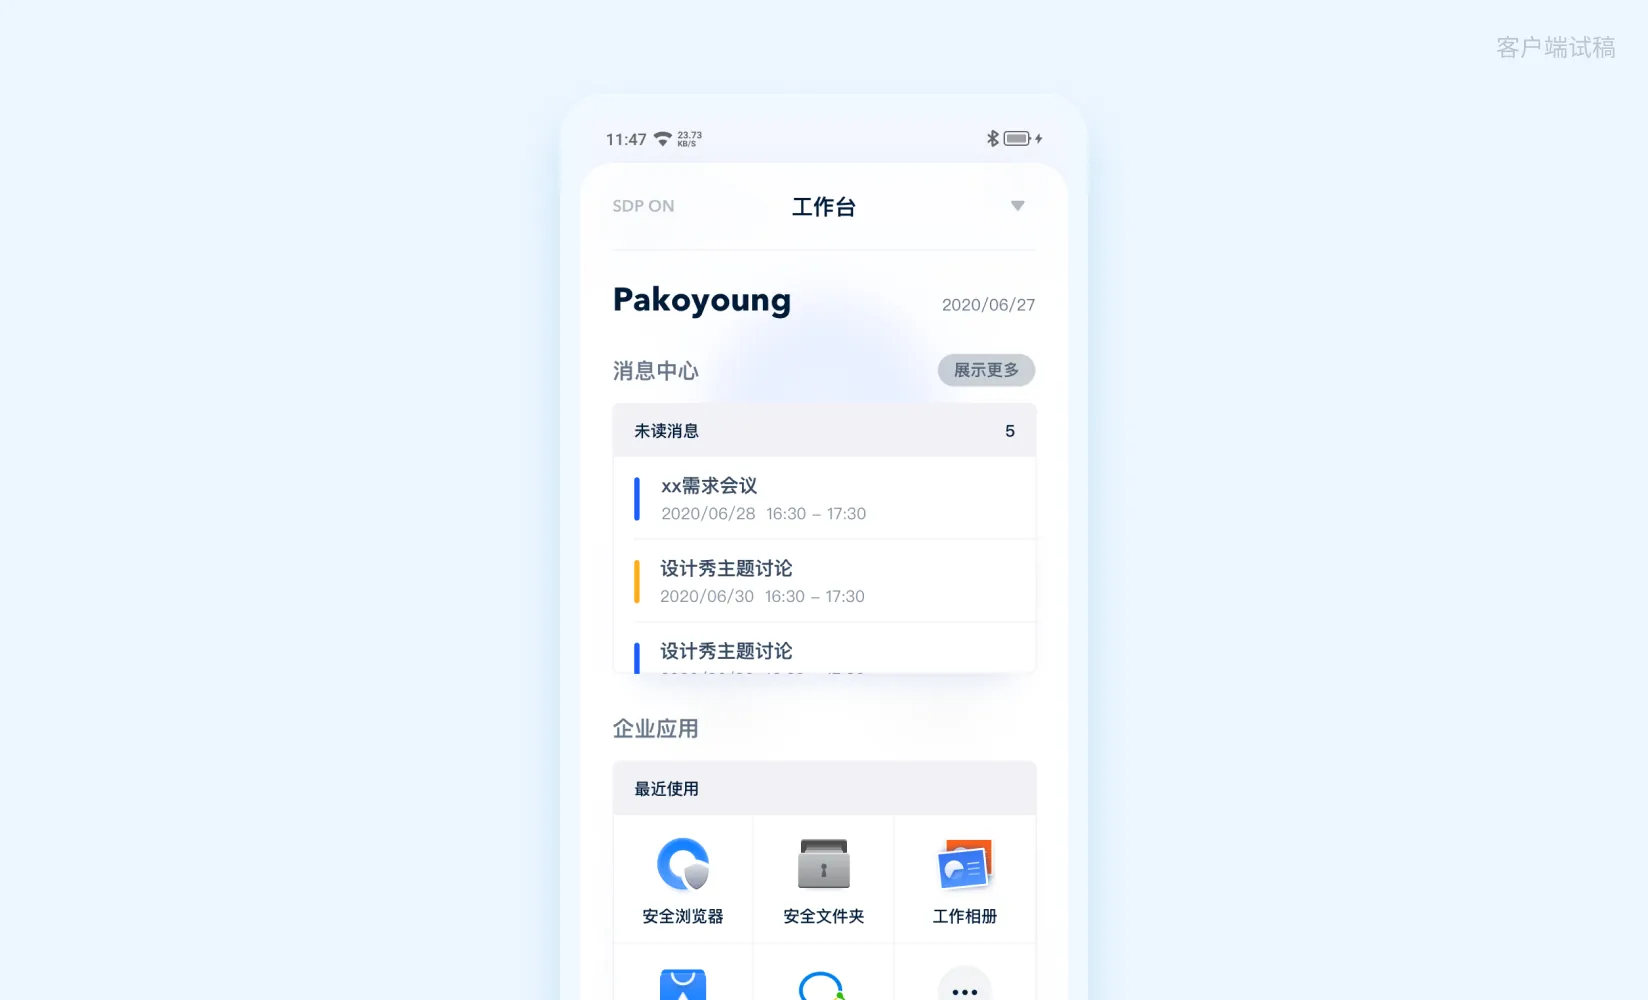 客户端试稿
11:47 23.73 KB/S
SDP ON 工作台
Pakoyoung 2020/06/27
消息中心 展示更多
未读消息 5
xx需求会议
2020/06/28 16:30 – 17:30
设计秀主题讨论
2020/06/30 16:30 – 17:30
设计秀主题讨论
企业应用
最近使用
安全浏览器 安全文件夹 工作相册